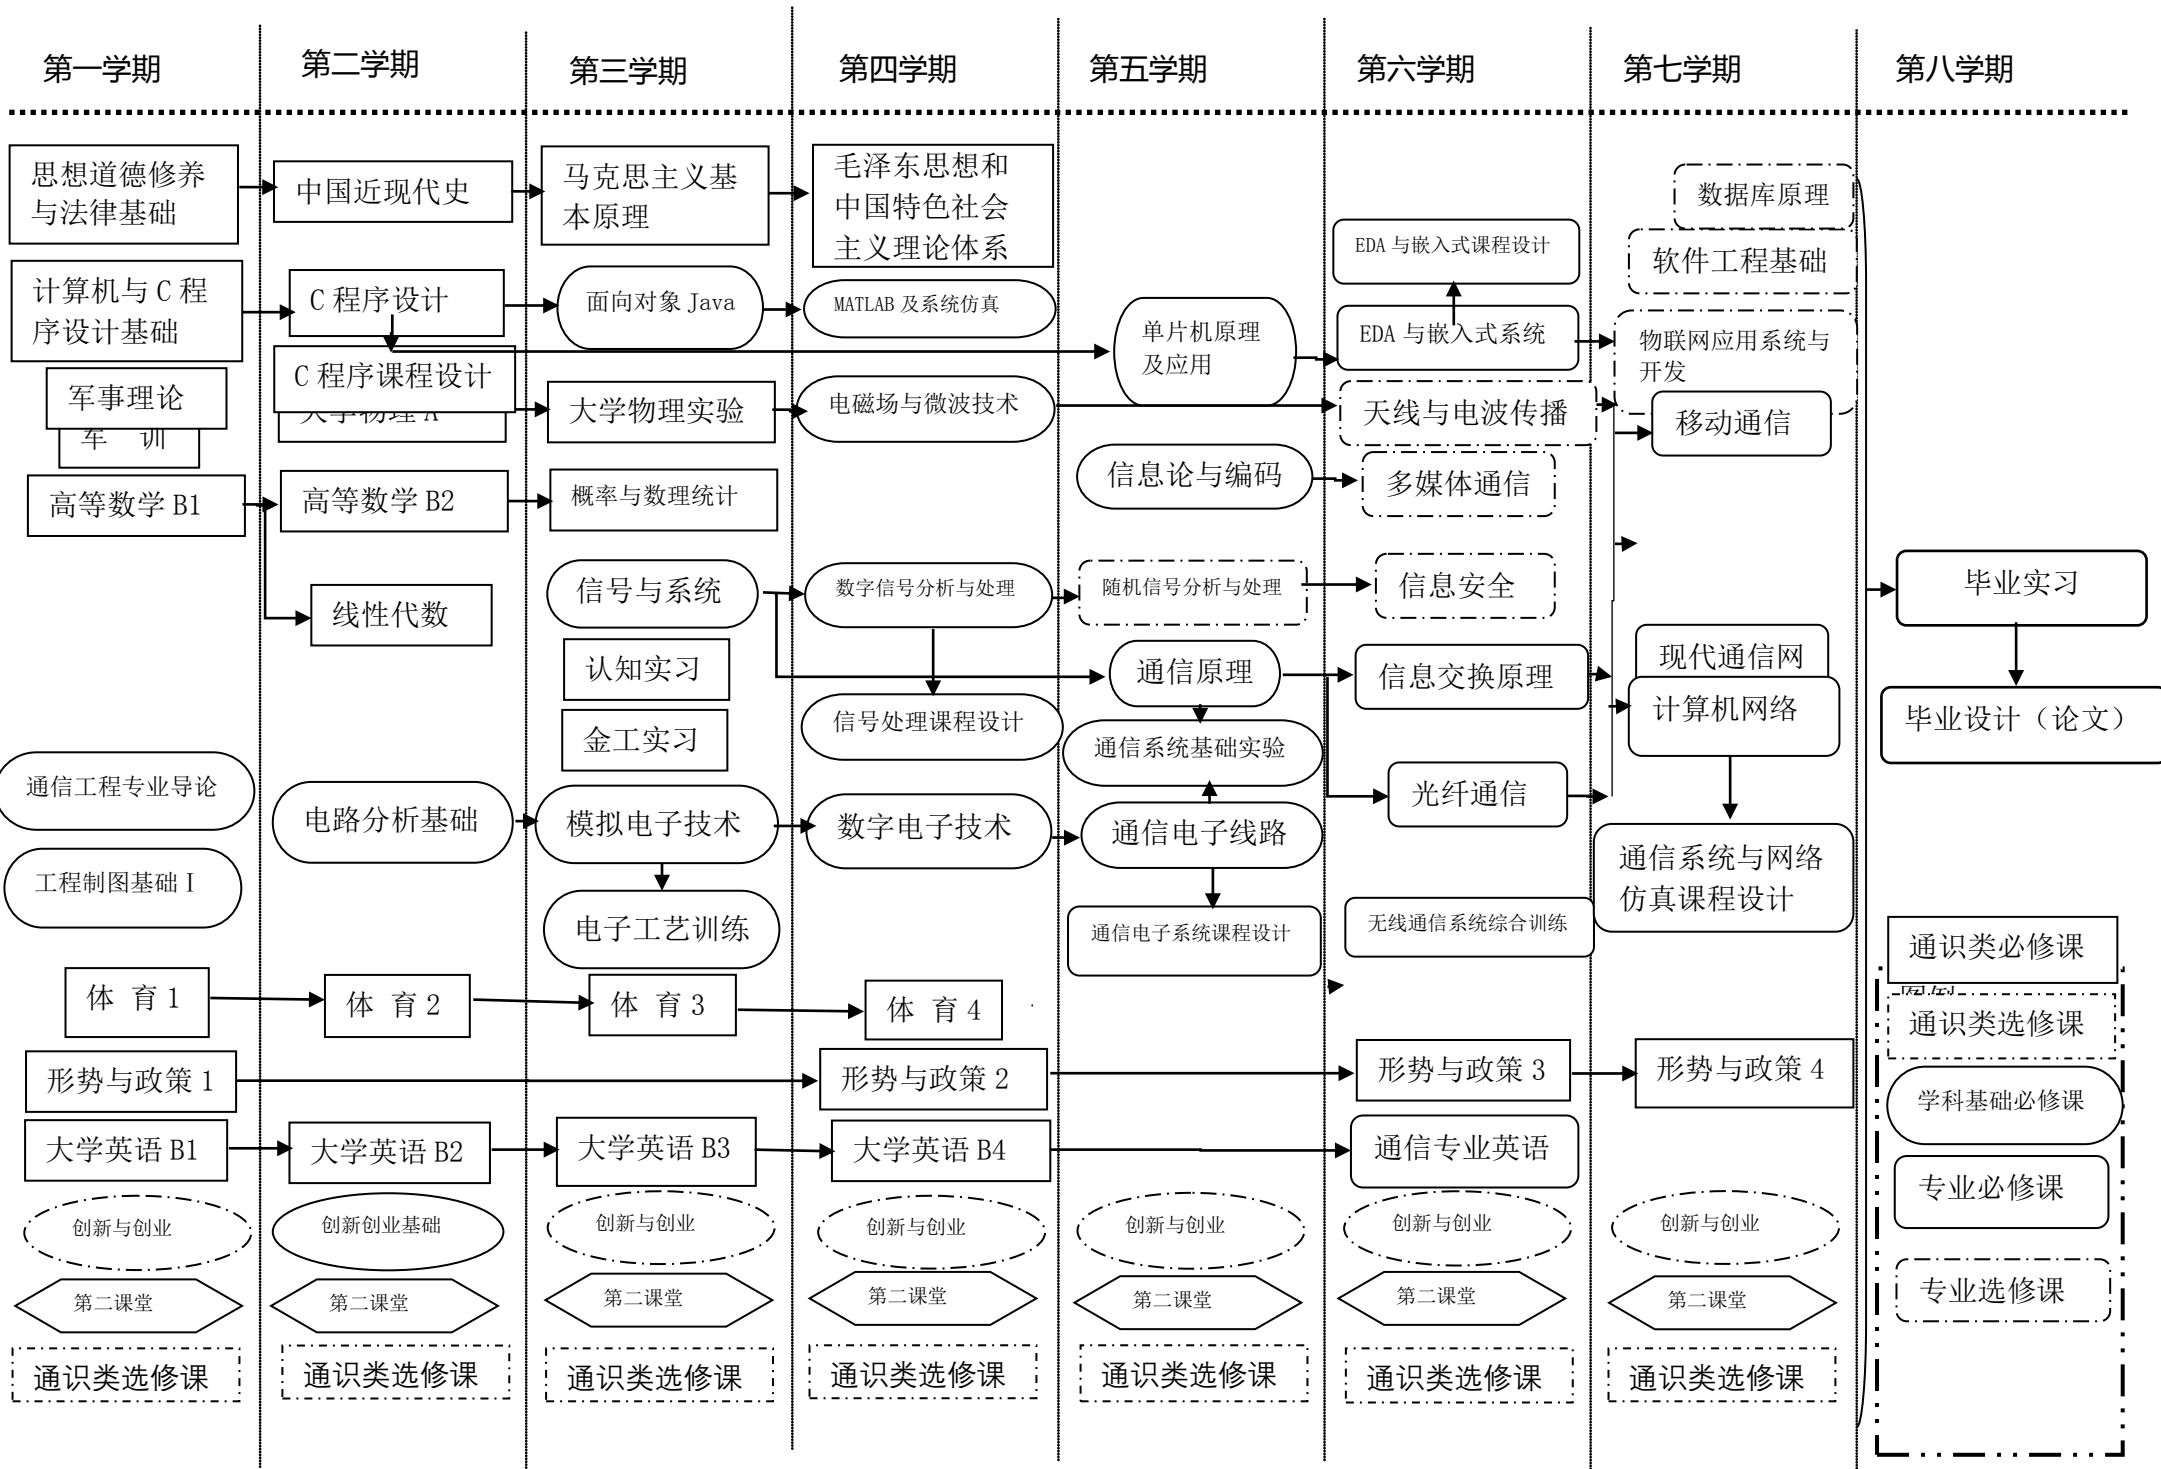 第一学期
第二学期
第三学期
第四学期
第五学期
第六学期
第七学期
第八学期
思想道德修养
与法律基础
计算机与 C 程
序设计基础
军事理论
军 训
高等数学 B1
通信工程专业导论
工程制图基础 I
体 育 1
形势与政策 1
大学英语 B1
创新与创业
第二课堂
通识类选修课
中国近现代史
C 程序设计
C 程序课程设计
大学物理 A
高等数学 B2
线性代数
电路分析基础
体 育 2
大学英语 B2
创新创业基础
第二课堂
通识类选修课
马克思主义基
本原理
面向对象 Java
大学物理实验
概率与数理统计
信号与系统
认知实习
金工实习
模拟电子技术
电子工艺训练
体 育 3
大学英语 B3
创新与创业
第二课堂
通识类选修课
毛泽东思想和
中国特色社会
主义理论体系
MATLAB 及系统仿真
电磁场与微波技术
数字信号分析与处理
信号处理课程设计
数字电子技术
体 育 4
形势与政策 2
大学英语 B4
创新与创业
第二课堂
通识类选修课
单片机原理
及应用
信息论与编码
随机信号分析与处理
通信原理
通信系统基础实验
通信电子线路
通信电子系统课程设计
创新与创业
第二课堂
通识类选修课
EDA 与嵌入式课程设计
EDA 与嵌入式系统
天线与电波传播
多媒体通信
信息安全
信息交换原理
光纤通信
无线通信系统综合训练
形势与政策 3
通信专业英语
创新与创业
第二课堂
通识类选修课
数据库原理
软件工程基础
物联网应用系统与
开发
移动通信
现代通信网
计算机网络
通信系统与网络
仿真课程设计
形势与政策 4
创新与创业
第二课堂
通识类选修课
毕业实习
毕业设计（论文）
通识类必修课
图例
通识类选修课
学科基础必修课
专业必修课
专业选修课